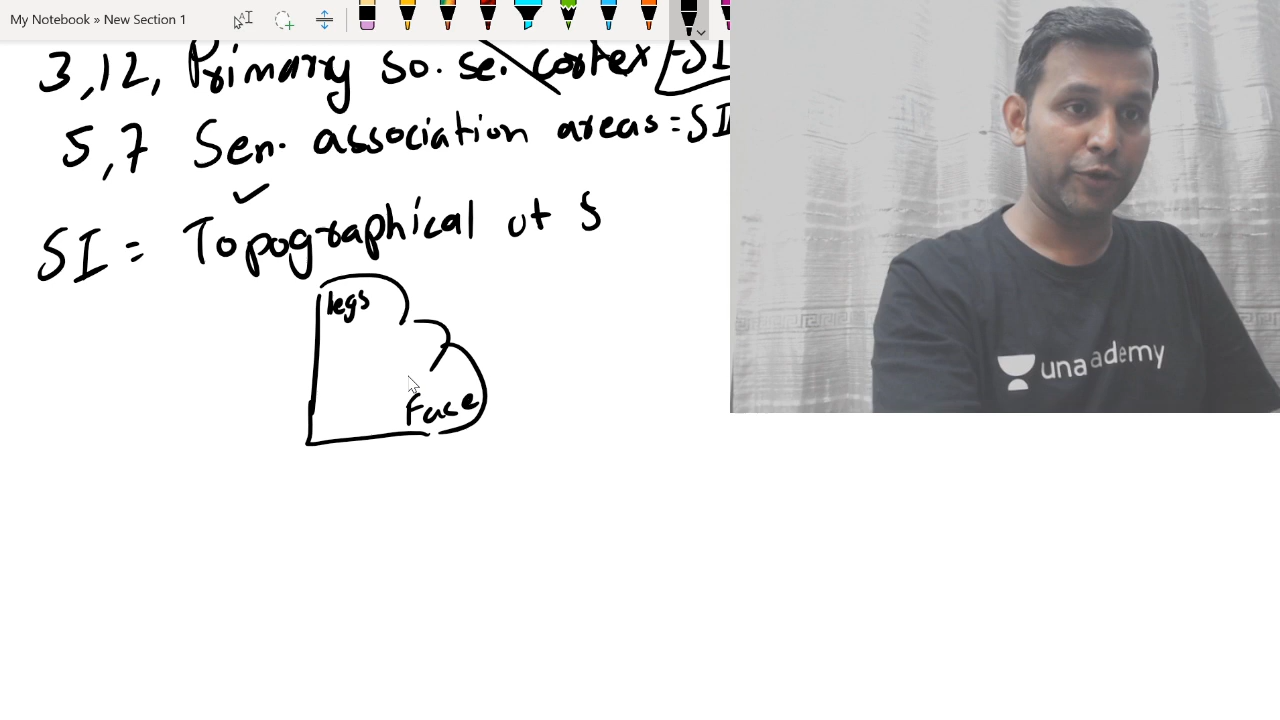 My Notebook » New Section 1
3,12, Primary so. se. cortex -SI
5,7 Sen. association areas = SI
SI = Topographical ot S
legs
Face
unaademy